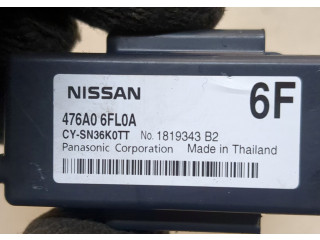 NISSAN 6F
476A0 6FL0A
CY-SN36K0TT No. 1819343 B2
Panasonic Corporation Made in Thailand